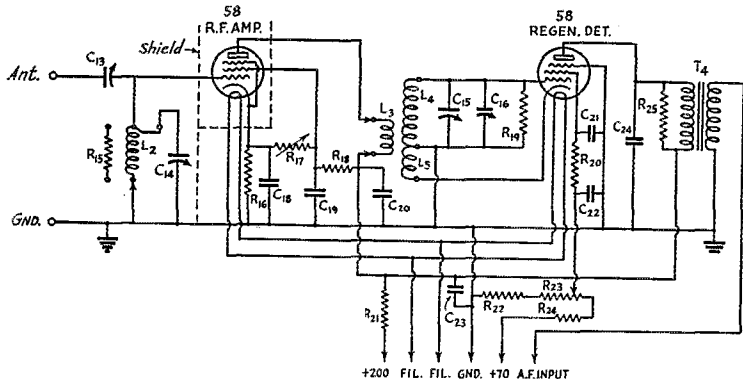 58
R.F. AMP.
58
REGEN. DET.
Shield
C13
Ant.
L2
R15
C14
R17
R16
C18
R18
C19
C20
L3
L4
L5
C15
C16
R19
C21
R20
C22
C24
R25
T4
GND.
R21
C23
R22
R23
R24
+200 FIL. FIL. GND. +70 A.F. INPUT